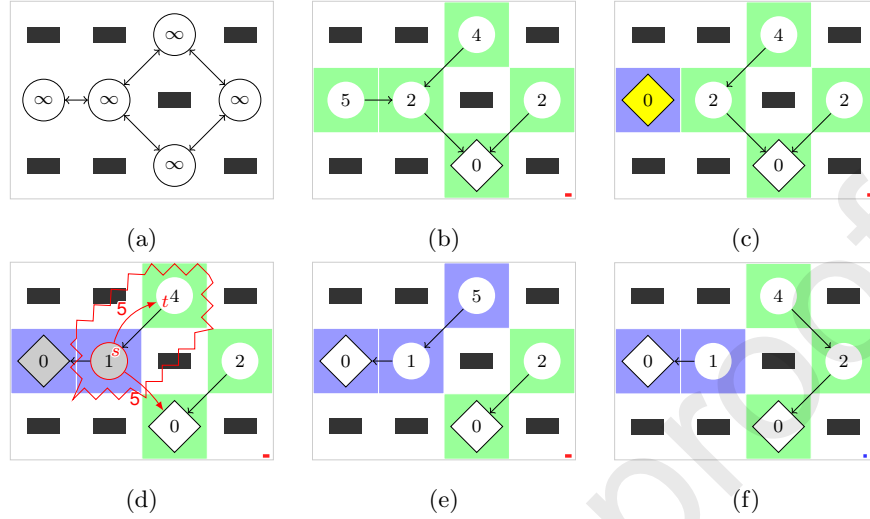 ∞ 4 4
∞ ∞ ∞ 5 2 2 0 2 2
∞ 0 0
(a) (b) (c)
5 t 4 5 4
0 s 1 2 0 1 2 0 1 2
5 0 0 0
(d) (e) (f)
proof